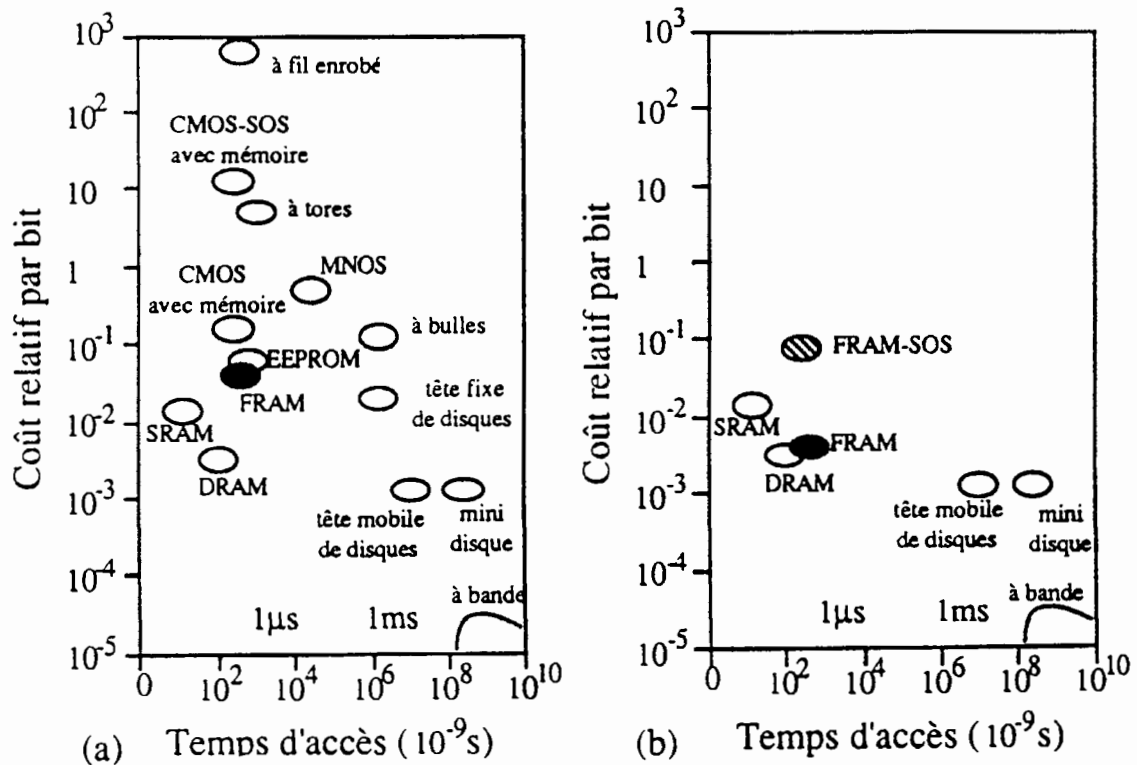 Coût relatif par bit
10³
10²
10
1
10⁻¹
10⁻²
10⁻³
10⁻⁴
10⁻⁵
à fil enrobé
CMOS-SOS
avec mémoire
à tores
MNOS
CMOS
avec mémoire
à bulles
EEPROM
FRAM
tête fixe
de disques
SRAM
DRAM
tête mobile
de disques
mini
disque
à bande
1µs
1ms
0
10²
10⁴
10⁶
10⁸
10¹⁰
(a) Temps d'accès (10⁻⁹s)
Coût relatif par bit
10³
10²
10
1
10⁻¹
10⁻²
10⁻³
10⁻⁴
10⁻⁵
FRAM-SOS
SRAM
FRAM
DRAM
tête mobile
de disques
mini
disque
à bande
1µs
1ms
0
10²
10⁴
10⁶
10⁸
10¹⁰
(b) Temps d'accès (10⁻⁹s)